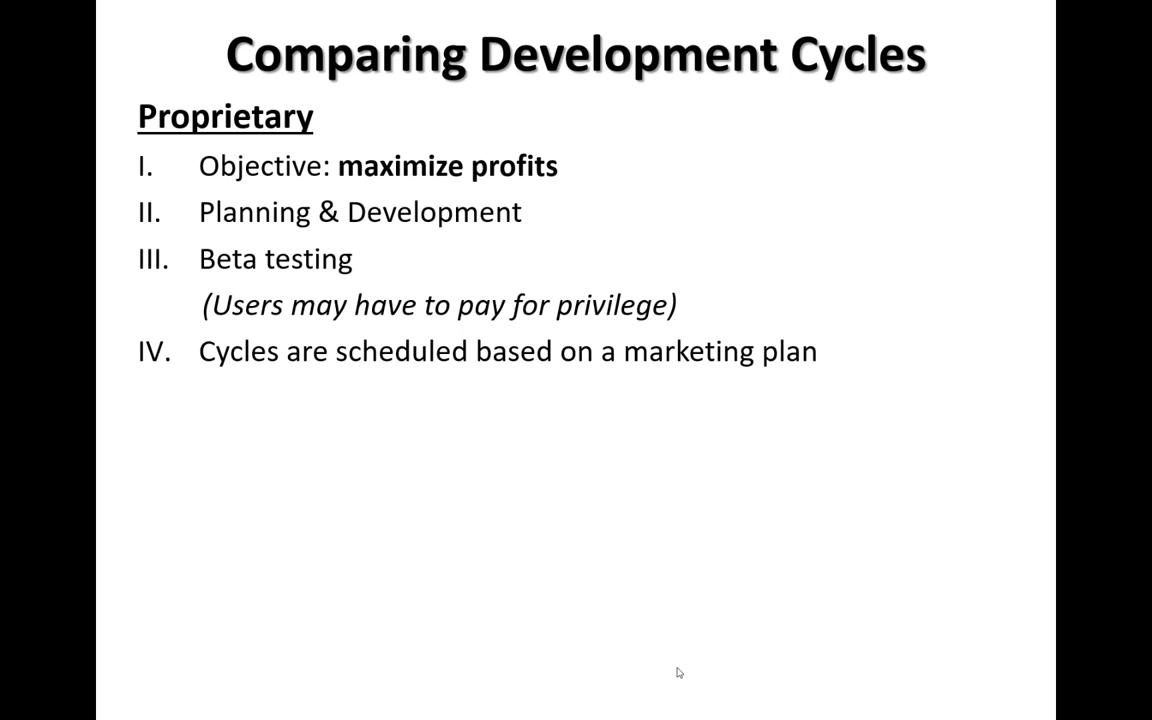 Comparing Development Cycles
Proprietary
I. Objective: maximize profits
II. Planning & Development
III. Beta testing
(Users may have to pay for privilege)
IV. Cycles are scheduled based on a marketing plan